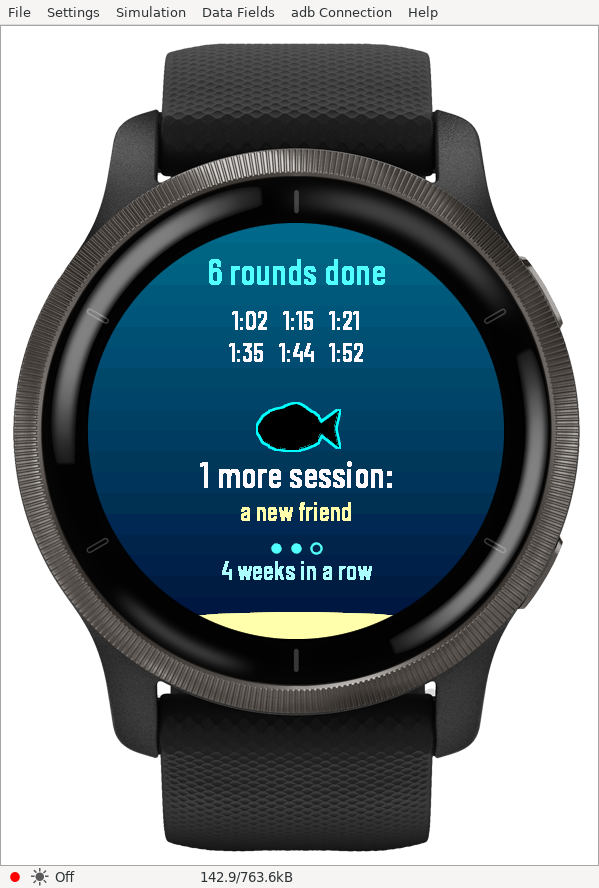 File Settings Simulation Data Fields adb Connection Help
6 rounds done
1:02 1:15 1:21
1:35 1:44 1:52
1 more session:
a new friend
4 weeks in a row
Off 142.9/763.6kB